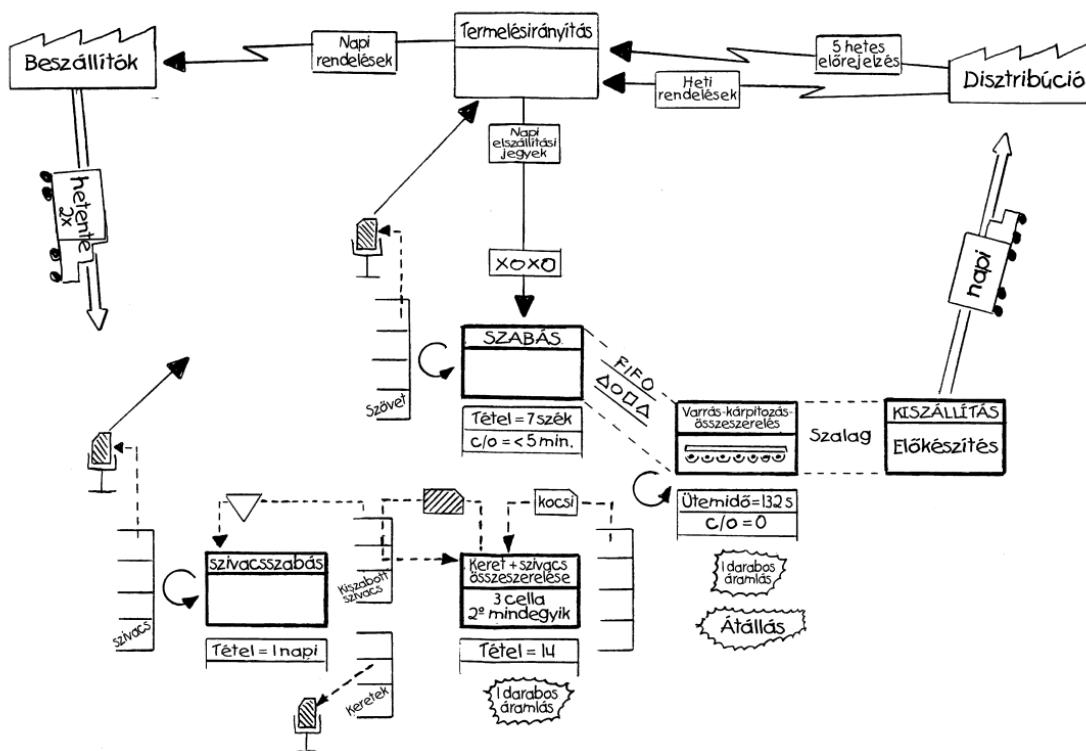 Beszállítók
Napi
rendelések
Termelésirányítás
5 hetes
előrejelzés
Heti
rendelések
Disztribúció
Napi
elszállítási
jegyek
hetente
2x
napi
XOXO
SZABÁS
Szövet
Tétel = 7 szék
c/o = < 5 min.
FIFO
Varrás-kárpitozás-
összeszerelés
Szalag
KISZÁLLÍTÁS
Előkészítés
Ütemidő = 132 s
c/o = 0
1 darabos
áramlás
Átállás
szivacs
szivacsszabás
Tétel = 1 napi
Kiszabott
szivacs
kocsi
Keret + szivacs
összeszerelése
3 cella
2º mindegyik
Tétel = 14
1 darabos
áramlás
Keretek